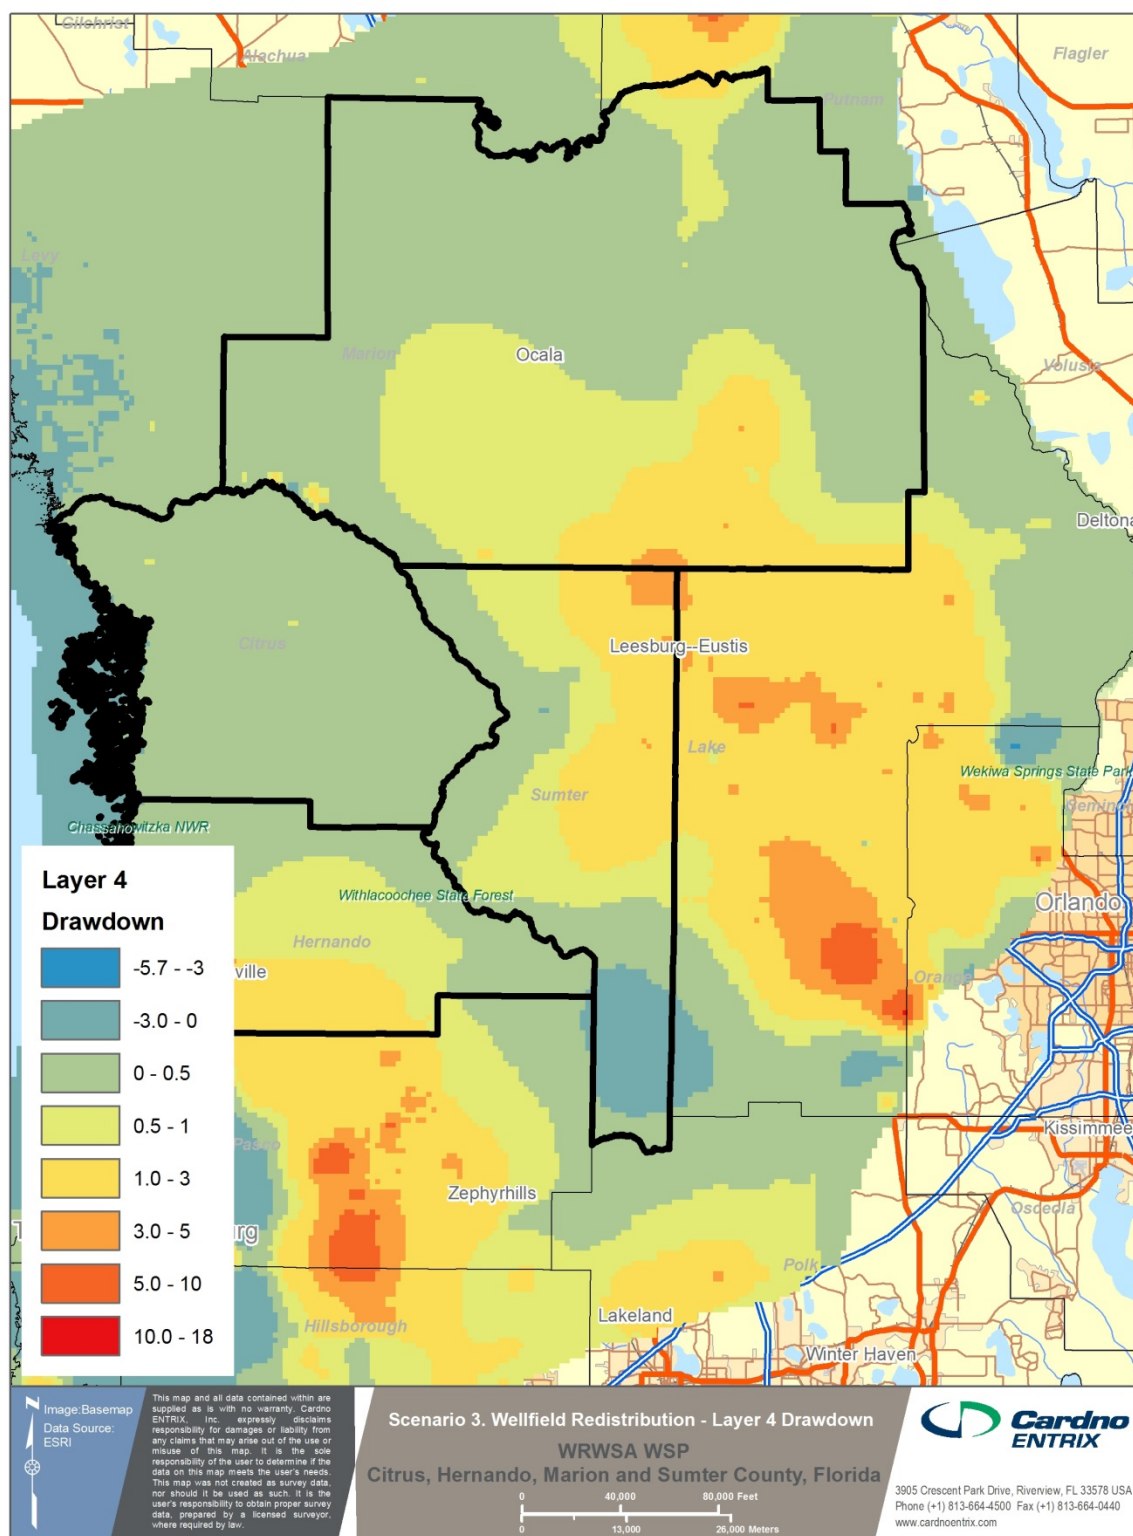 Gilchrist
Alachua
Flagler
Putnam
Levy
Marion
Ocala
Volusia
Deltona
Citrus
Leesburg--Eustis
Lake
Wekiwa Springs State Park
Sumter
Seminole
Chassahowitzka NWR
Withlacoochee State Forest
Orlando
Hernando
ville
Orange
Pasco
Kissimmee
Zephyrhills
Osceola
T
rg
Polk
Hillsborough
Lakeland
Winter Haven
Layer 4
Drawdown
-5.7 - -3
-3.0 - 0
0 - 0.5
0.5 - 1
1.0 - 3
3.0 - 5
5.0 - 10
10.0 - 18
N
Image:Basemap
Data Source:
ESRI
This map and all data contained within are
supplied as is with no warranty. Cardno
ENTRIX, Inc. expressly disclaims
responsibility for damages or liability from
any claims that may arise out of the use or
misuse of this map. It is the sole
responsibility of the user to determine if the
data on this map meets the user's needs.
This map was not created as survey data,
nor should it be used as such. It is the
user's responsibility to obtain proper survey
data, prepared by a licensed surveyor,
where required by law.
Scenario 3. Wellfield Redistribution - Layer 4 Drawdown
WRWSA WSP
Citrus, Hernando, Marion and Sumter County, Florida
0 40,000 80,000 Feet
0 13,000 26,000 Meters
Cardno
ENTRIX
3905 Crescent Park Drive, Riverview, FL 33578 USA
Phone (+1) 813-664-4500 Fax (+1) 813-664-0440
www.cardnoentrix.com